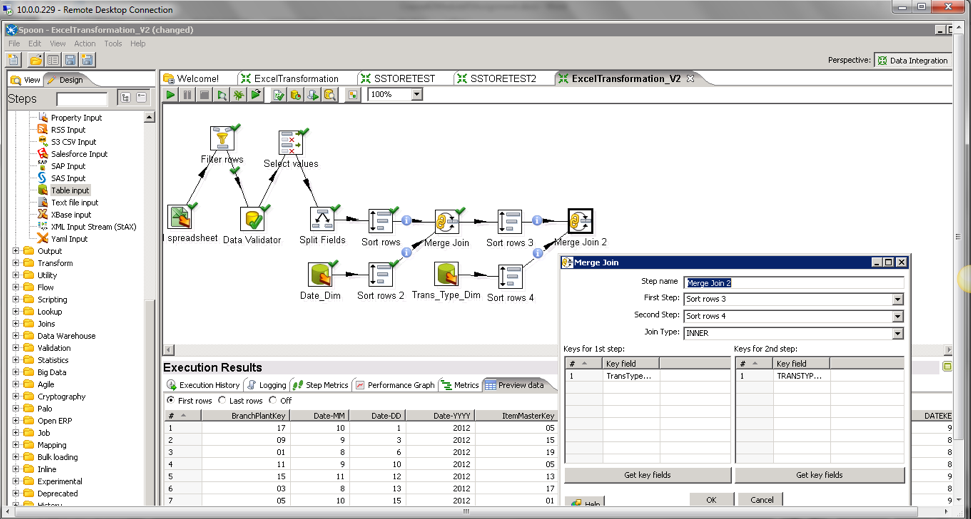 10.0.0.229 - Remote Desktop Connection
Spoon - ExcelTransformation_V2 (changed)
File Edit View Action Tools Help
Perspective: Data Integration
View Design
Welcome! ExcelTransformation SSTORETEST SSTORETEST2 ExcelTransformation_V2
Steps
100%
Property Input
RSS Input
S3 CSV Input
Salesforce Input
SAP Input
SAS Input
Table input
Text file input
XBase input
XML Input Stream (StAX)
Yaml Input
Output
Transform
Utility
Flow
Scripting
Lookup
Joins
Data Warehouse
Validation
Statistics
Big Data
Agile
Cryptography
Palo
Open ERP
Job
Mapping
Bulk loading
Inline
Experimental
Deprecated
History
Filter rows Select values
l spreadsheet Data Validator Split Fields Sort rows Merge Join Sort rows 3 Merge Join 2
Date_Dim Sort rows 2 Trans_Type_Dim Sort rows 4
Merge Join
Step name Merge Join 2
First Step: Sort rows 3
Second Step: Sort rows 4
Join Type: INNER
Keys for 1st step: Keys for 2nd step:
# Key field # Key field
1 TransType... 1 TRANSTYP...
Get key fields Get key fields
Help OK Cancel
Execution Results
Execution History Logging Step Metrics Performance Graph Metrics Preview data
First rows Last rows Off
# BranchPlantKey Date-MM Date-DD Date-YYYY ItemMasterKey DATEKE
1 17 10 1 2012 05 9
2 09 9 3 2012 15 8
3 01 8 6 2012 19 8
4 11 9 10 2012 05 8
5 15 11 12 2012 13 9
6 03 8 13 2012 17 8
7 05 10 15 2012 01 9